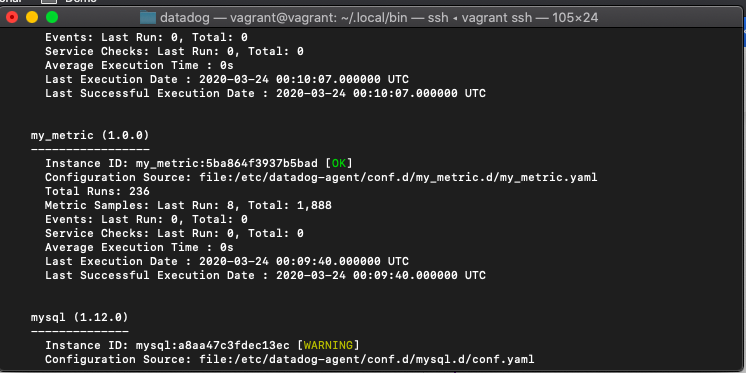 datadog — vagrant@vagrant: ~/.local/bin — ssh ◂ vagrant ssh — 105×24
Events: Last Run: 0, Total: 0
Service Checks: Last Run: 0, Total: 0
Average Execution Time : 0s
Last Execution Date : 2020-03-24 00:10:07.000000 UTC
Last Successful Execution Date : 2020-03-24 00:10:07.000000 UTC
my_metric (1.0.0)
-----------------
Instance ID: my_metric:5ba864f3937b5bad [OK]
Configuration Source: file:/etc/datadog-agent/conf.d/my_metric.d/my_metric.yaml
Total Runs: 236
Metric Samples: Last Run: 8, Total: 1,888
Events: Last Run: 0, Total: 0
Service Checks: Last Run: 0, Total: 0
Average Execution Time : 0s
Last Execution Date : 2020-03-24 00:09:40.000000 UTC
Last Successful Execution Date : 2020-03-24 00:09:40.000000 UTC
mysql (1.12.0)
--------------
Instance ID: mysql:a8aa47c3fdec13ec [WARNING]
Configuration Source: file:/etc/datadog-agent/conf.d/mysql.d/conf.yaml